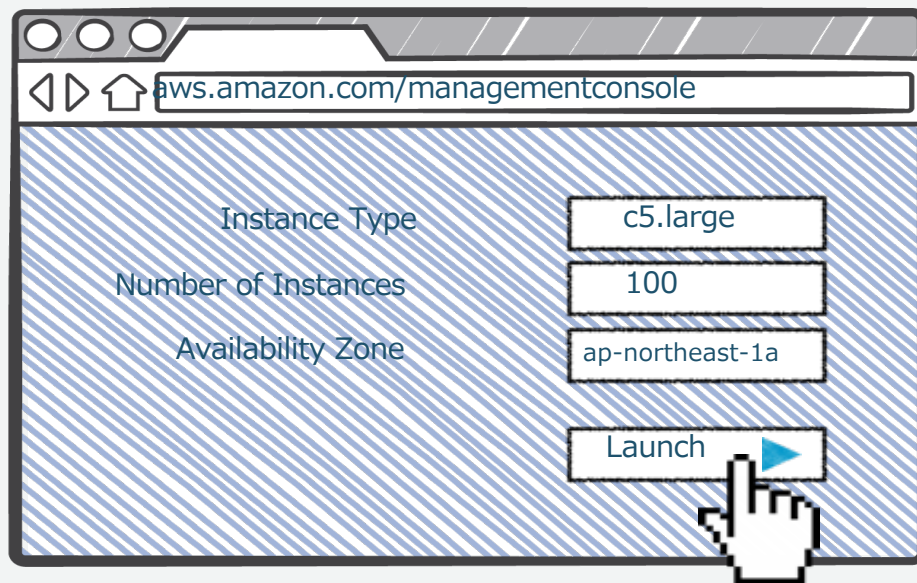 aws.amazon.com/managementconsole
Instance Type c5.large
Number of Instances 100
Availability Zone ap-northeast-1a
Launch